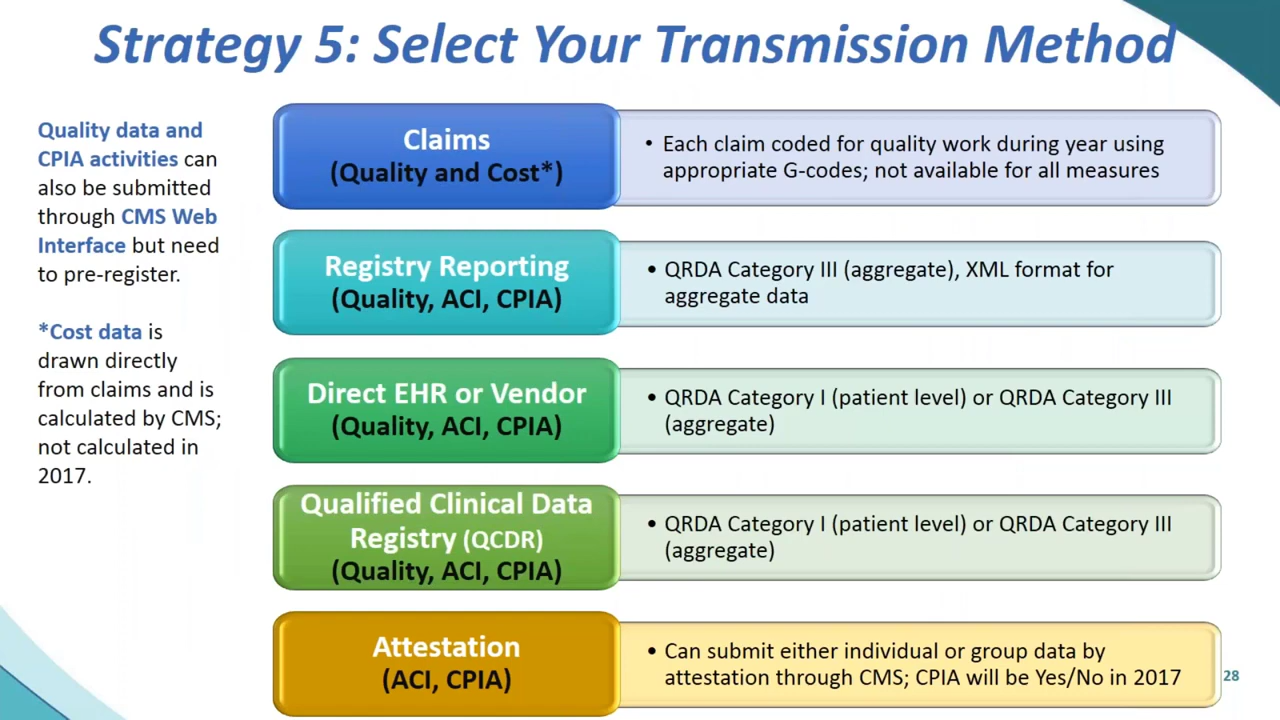 Strategy 5: Select Your Transmission Method
Quality data and
CPIA activities can
also be submitted
through CMS Web
Interface but need
to pre-register.
*Cost data is
drawn directly
from claims and is
calculated by CMS;
not calculated in
2017.
Claims
(Quality and Cost*)
• Each claim coded for quality work during year using
appropriate G-codes; not available for all measures
Registry Reporting
(Quality, ACI, CPIA)
• QRDA Category III (aggregate), XML format for
aggregate data
Direct EHR or Vendor
(Quality, ACI, CPIA)
• QRDA Category I (patient level) or QRDA Category III
(aggregate)
Qualified Clinical Data
Registry (QCDR)
(Quality, ACI, CPIA)
• QRDA Category I (patient level) or QRDA Category III
(aggregate)
Attestation
(ACI, CPIA)
• Can submit either individual or group data by
attestation through CMS; CPIA will be Yes/No in 2017
28